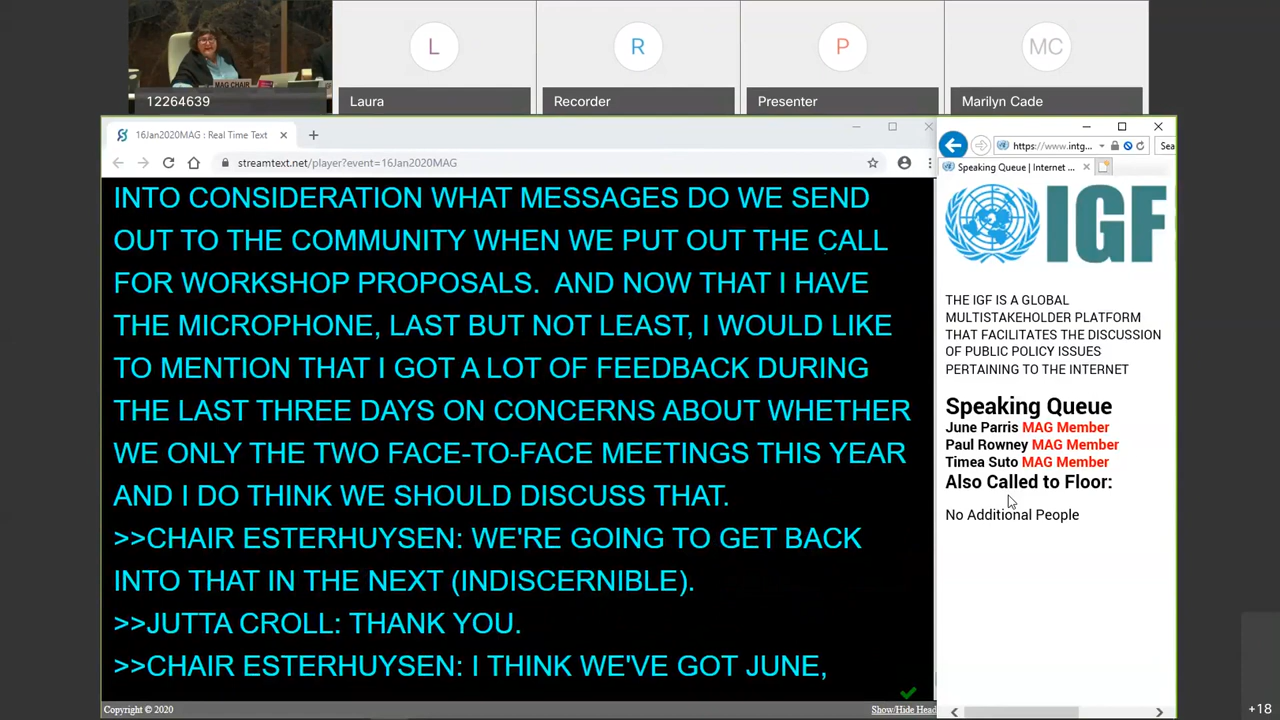 MAG CHAIR
12264639
L
Laura
R
Recorder
P
Presenter
MC
Marilyn Cade
16Jan2020MAG : Real Time Text
streamtext.net/player?event=16Jan2020MAG
INTO CONSIDERATION WHAT MESSAGES DO WE SEND
OUT TO THE COMMUNITY WHEN WE PUT OUT THE CALL
FOR WORKSHOP PROPOSALS.  AND NOW THAT I HAVE
THE MICROPHONE, LAST BUT NOT LEAST, I WOULD LIKE
TO MENTION THAT I GOT A LOT OF FEEDBACK DURING
THE LAST THREE DAYS ON CONCERNS ABOUT WHETHER
WE ONLY THE TWO FACE-TO-FACE MEETINGS THIS YEAR
AND I DO THINK WE SHOULD DISCUSS THAT.
>>CHAIR ESTERHUYSEN: WE'RE GOING TO GET BACK
INTO THAT IN THE NEXT (INDISCERNIBLE).
>>JUTTA CROLL: THANK YOU.
>>CHAIR ESTERHUYSEN: I THINK WE'VE GOT JUNE,
Copyright © 2020
Show/Hide Head
https://www.intg...
Sea
Speaking Queue | Internet ...
IGF
THE IGF IS A GLOBAL
MULTISTAKEHOLDER PLATFORM
THAT FACILITATES THE DISCUSSION
OF PUBLIC POLICY ISSUES
PERTAINING TO THE INTERNET
Speaking Queue
June Parris MAG Member
Paul Rowney MAG Member
Timea Suto MAG Member
Also Called to Floor:
No Additional People
+18